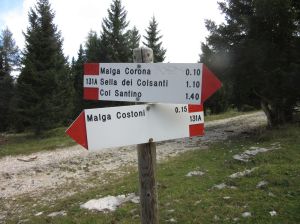 Malga Corona 0.10
131A Sella dei Colsanti 1.10
Col Santino 1.40
Malga Costoni 0.15
131A